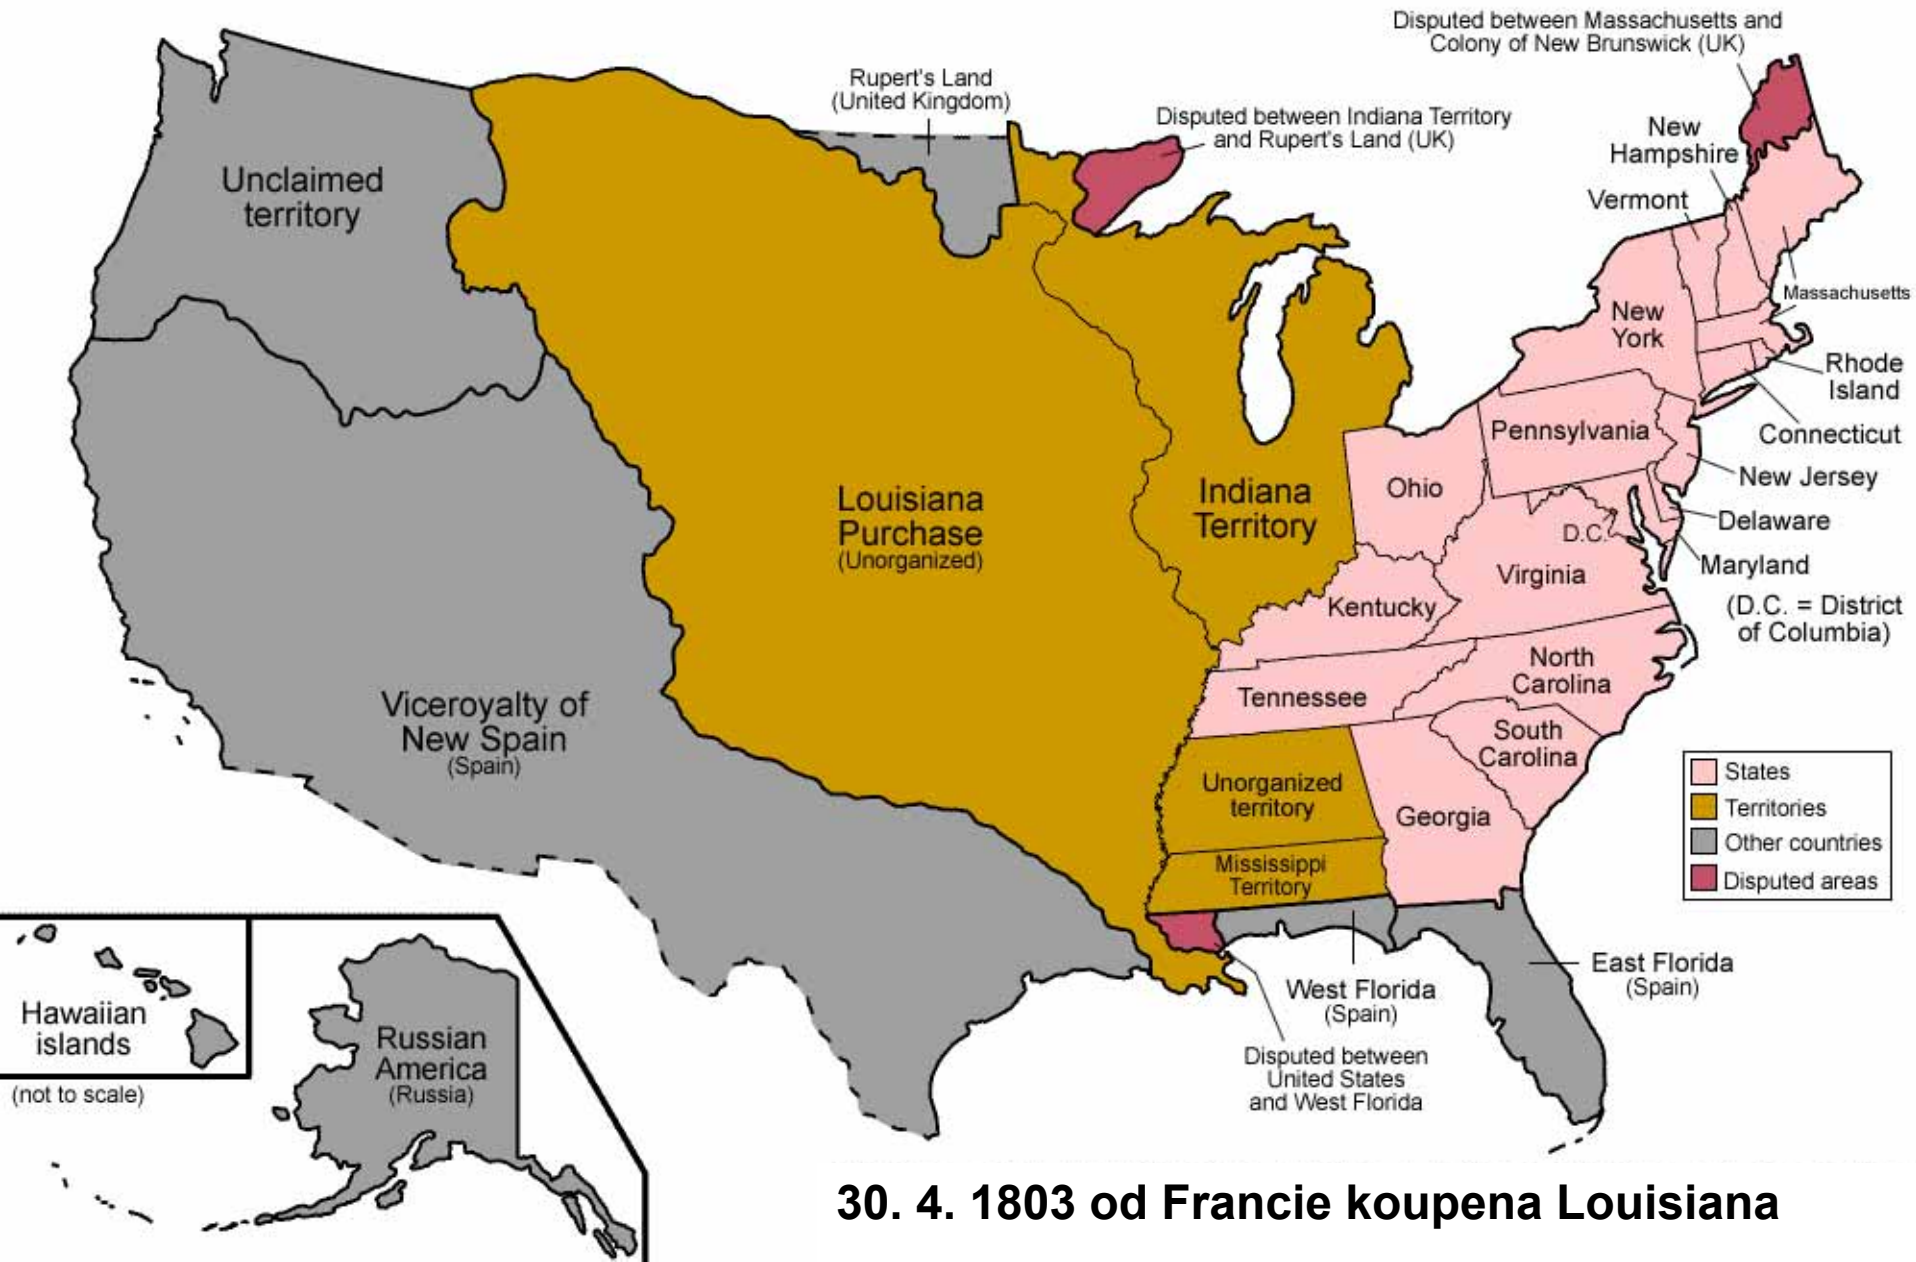 Disputed between Massachusetts and
Colony of New Brunswick (UK)
Rupert's Land
(United Kingdom)
Disputed between Indiana Territory
and Rupert's Land (UK)
New
Hampshire
Vermont
Unclaimed
territory
Massachusetts
New
York
Rhode
Island
Connecticut
Pennsylvania
New Jersey
Ohio
Indiana
Territory
Louisiana
Purchase
(Unorganized)
Delaware
D.C.
Maryland
Virginia
Kentucky
(D.C. = District
of Columbia)
North
Carolina
Tennessee
Viceroyalty of
New Spain
(Spain)
South
Carolina
Unorganized
territory
Georgia
Mississippi
Territory
States
Territories
Other countries
Disputed areas
East Florida
(Spain)
West Florida
(Spain)
Disputed between
United States
and West Florida
Hawaiian
islands
(not to scale)
Russian
America
(Russia)
30. 4. 1803 od Francie koupena Louisiana